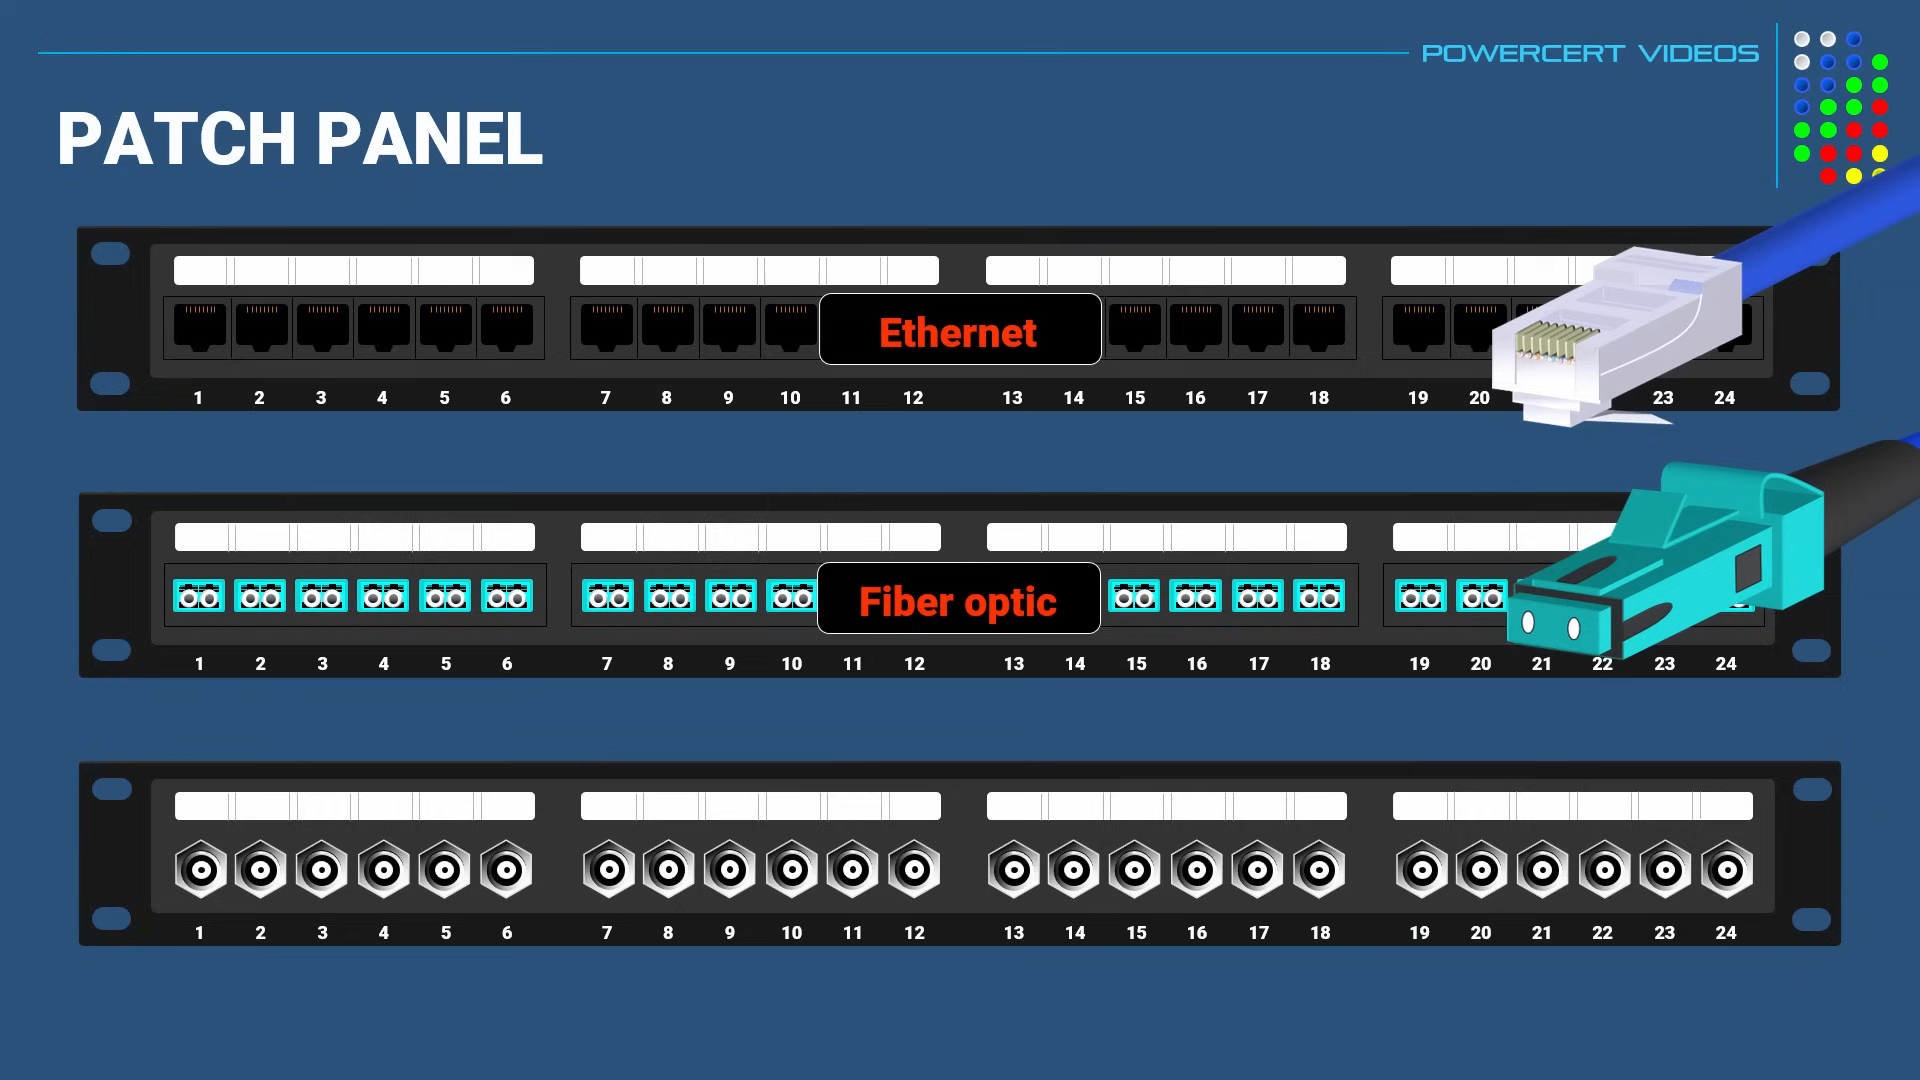 POWERCERT VIDEOS
PATCH PANEL
Ethernet
1 2 3 4 5 6 7 8 9 10 11 12 13 14 15 16 17 18 19 20 23 24
Fiber optic
1 2 3 4 5 6 7 8 9 10 11 12 13 14 15 16 17 18 19 20 21 22 23 24
1 2 3 4 5 6 7 8 9 10 11 12 13 14 15 16 17 18 19 20 21 22 23 24